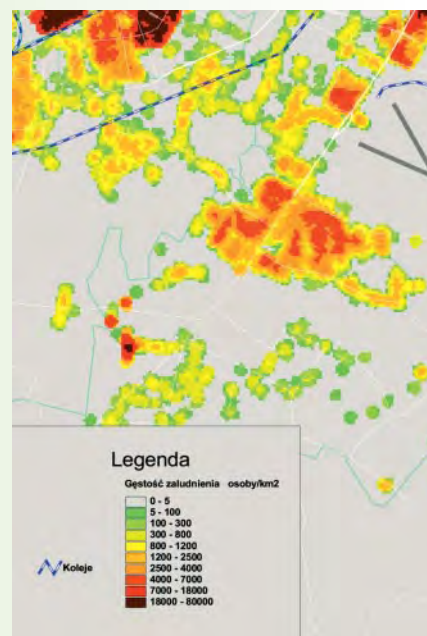 Legenda
Gęstość zaludnienia osoby/km2
0 - 5
5 - 100
100 - 300
300 - 800
800 - 1200
1200 - 2500
2500 - 4000
4000 - 7000
7000 - 18000
18000 - 80000
Koleje